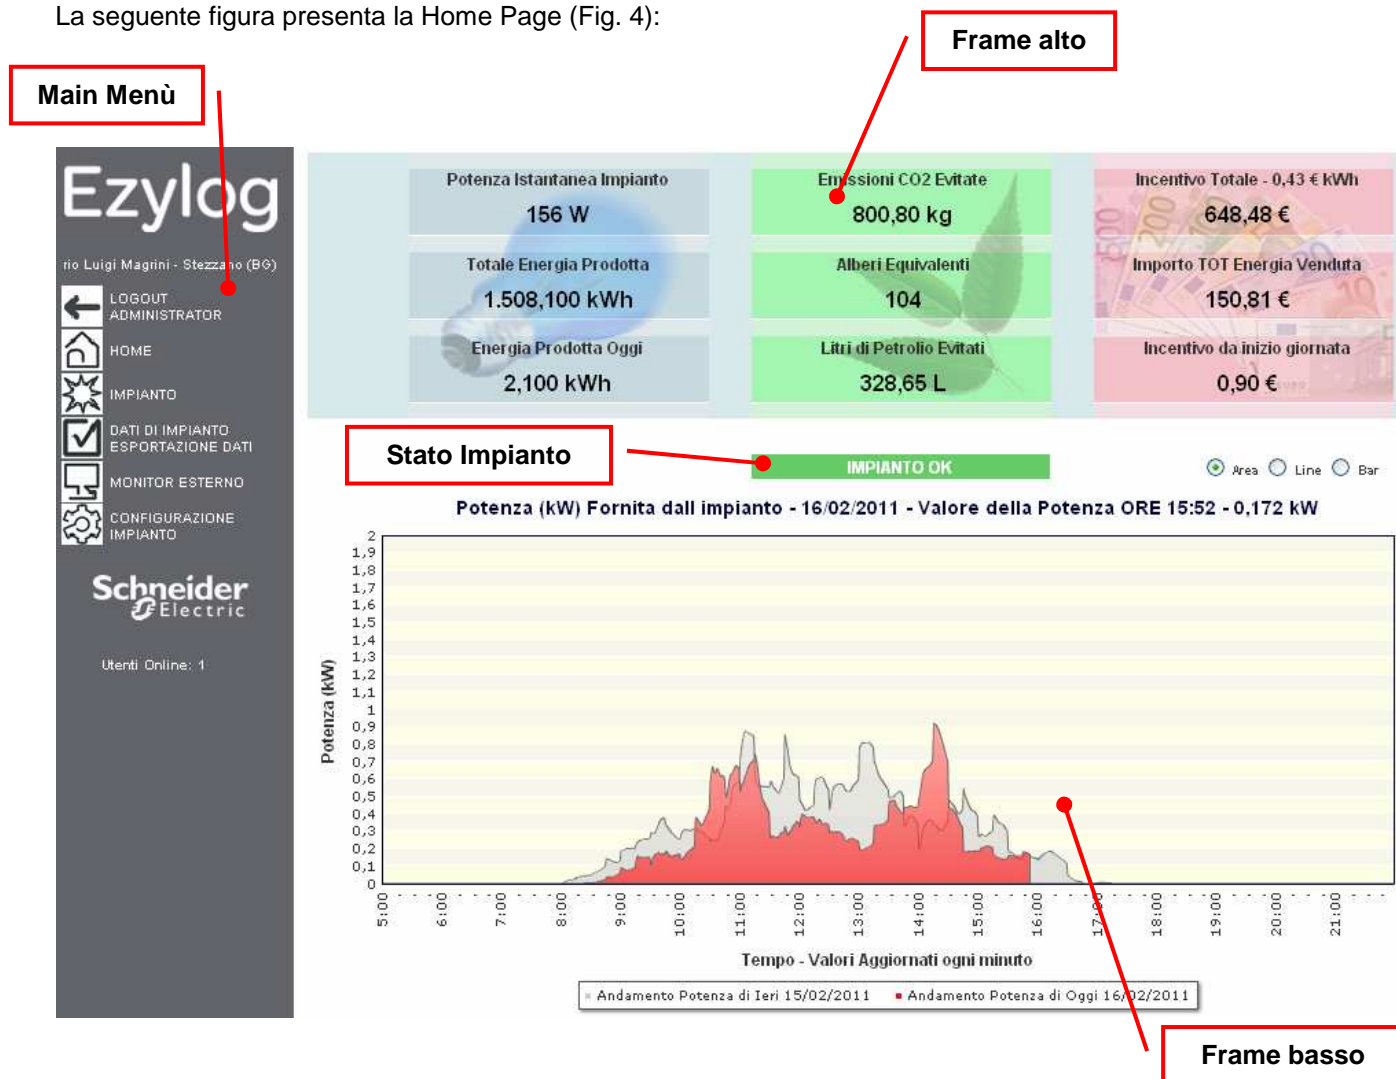 La seguente figura presenta la Home Page (Fig. 4):
Frame alto
Main Menù
Ezylog
rio Luigi Magrini - Stezzano (BG)
LOGOUT
ADMINISTRATOR
HOME
IMPIANTO
DATI DI IMPIANTO
ESPORTAZIONE DATI
MONITOR ESTERNO
CONFIGURAZIONE
IMPIANTO
Schneider
Electric
Utenti Online: 1
Potenza Istantanea Impianto
156 W
Totale Energia Prodotta
1.508,100 kWh
Energia Prodotta Oggi
2,100 kWh
Emissioni CO2 Evitate
800,80 kg
Alberi Equivalenti
104
Litri di Petrolio Evitati
328,65 L
Incentivo Totale - 0,43 € kWh
648,48 €
Importo TOT Energia Venduta
150,81 €
Incentivo da inizio giornata
0,90 €
Stato Impianto
IMPIANTO OK
Area Line Bar
Potenza (kW) Fornita dall impianto - 16/02/2011 - Valore della Potenza ORE 15:52 - 0,172 kW
Potenza (kW)
2
1,9
1,8
1,7
1,6
1,5
1,4
1,3
1,2
1,1
1
0,9
0,8
0,7
0,6
0,5
0,4
0,3
0,2
0,1
0
5:00 6:00 7:00 8:00 9:00 10:00 11:00 12:00 13:00 14:00 15:00 16:00 17:00 18:00 19:00 20:00 21:00
Tempo - Valori Aggiornati ogni minuto
Andamento Potenza di Ieri 15/02/2011 Andamento Potenza di Oggi 16/02/2011
Frame basso